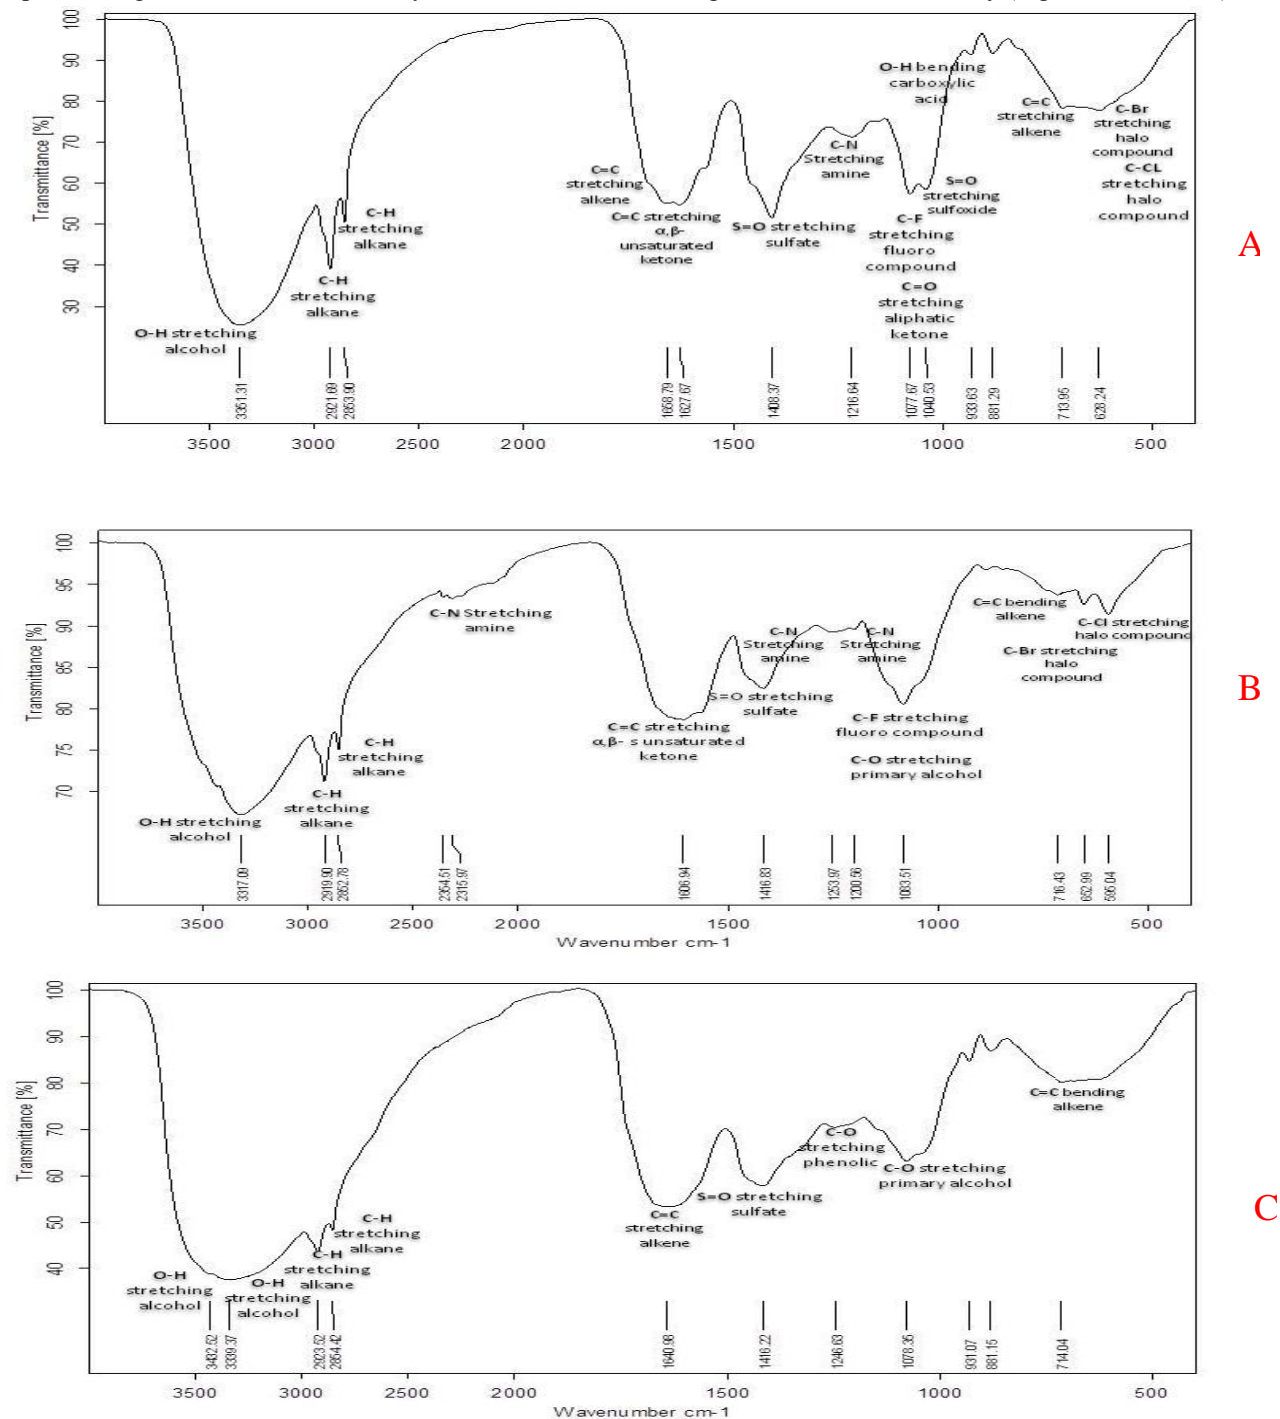 100
90
80
70
60
50
40
30
Transmittance [%]
O-H stretching
alcohol
C-H
stretching
alkane
C-H
stretching
alkane
C=C
stretching
alkene
C=C stretching
α,β-
unsaturated
ketone
S=O stretching
sulfate
C-N
Stretching
amine
O-H bending
carboxylic
acid
C-F
stretching
fluoro
compound
C=O
stretching
aliphatic
ketone
S=O
stretching
sulfoxide
C=C
stretching
alkene
C-Br
stretching
halo
compound
C-CL
stretching
halo
compound
A
3351.31
2921.69
2853.90
1658.79
1627.67
1408.37
1216.64
1077.67
1040.53
933.63
881.29
713.95
628.24
3500 3000 2500 2000 1500 1000 500
100
95
90
85
80
75
70
Transmittance [%]
O-H stretching
alcohol
C-H
stretching
alkane
C-H
stretching
alkane
C-N Stretching
amine
C=C stretching
α,β- s unsaturated
ketone
S=O stretching
sulfate
C-N
Stretching
amine
C-N
Stretching
amine
C-F stretching
fluoro compound
C-O stretching
primary alcohol
C=C bending
alkene
C-Br stretching
halo
compound
C-Cl stretching
halo compound
B
3317.09
2919.90
2852.78
2354.51
2315.97
1606.94
1416.83
1253.97
1200.56
1083.51
716.43
652.99
595.04
3500 3000 2500 2000 1500 1000 500
Wavenumber cm-1
100
90
80
70
60
50
40
Transmittance [%]
O-H
stretching
alcohol
O-H
stretching
alcohol
C-H
stretching
alkane
C-H
stretching
alkane
C=C
stretching
alkene
S=O stretching
sulfate
C-O
stretching
phenolic
C-O stretching
primary alcohol
C=C bending
alkene
C
3432.52
3339.37
2923.52
2854.42
1640.98
1416.22
1246.63
1078.35
931.07
881.15
714.04
3500 3000 2500 2000 1500 1000 500
Wavenumber cm-1